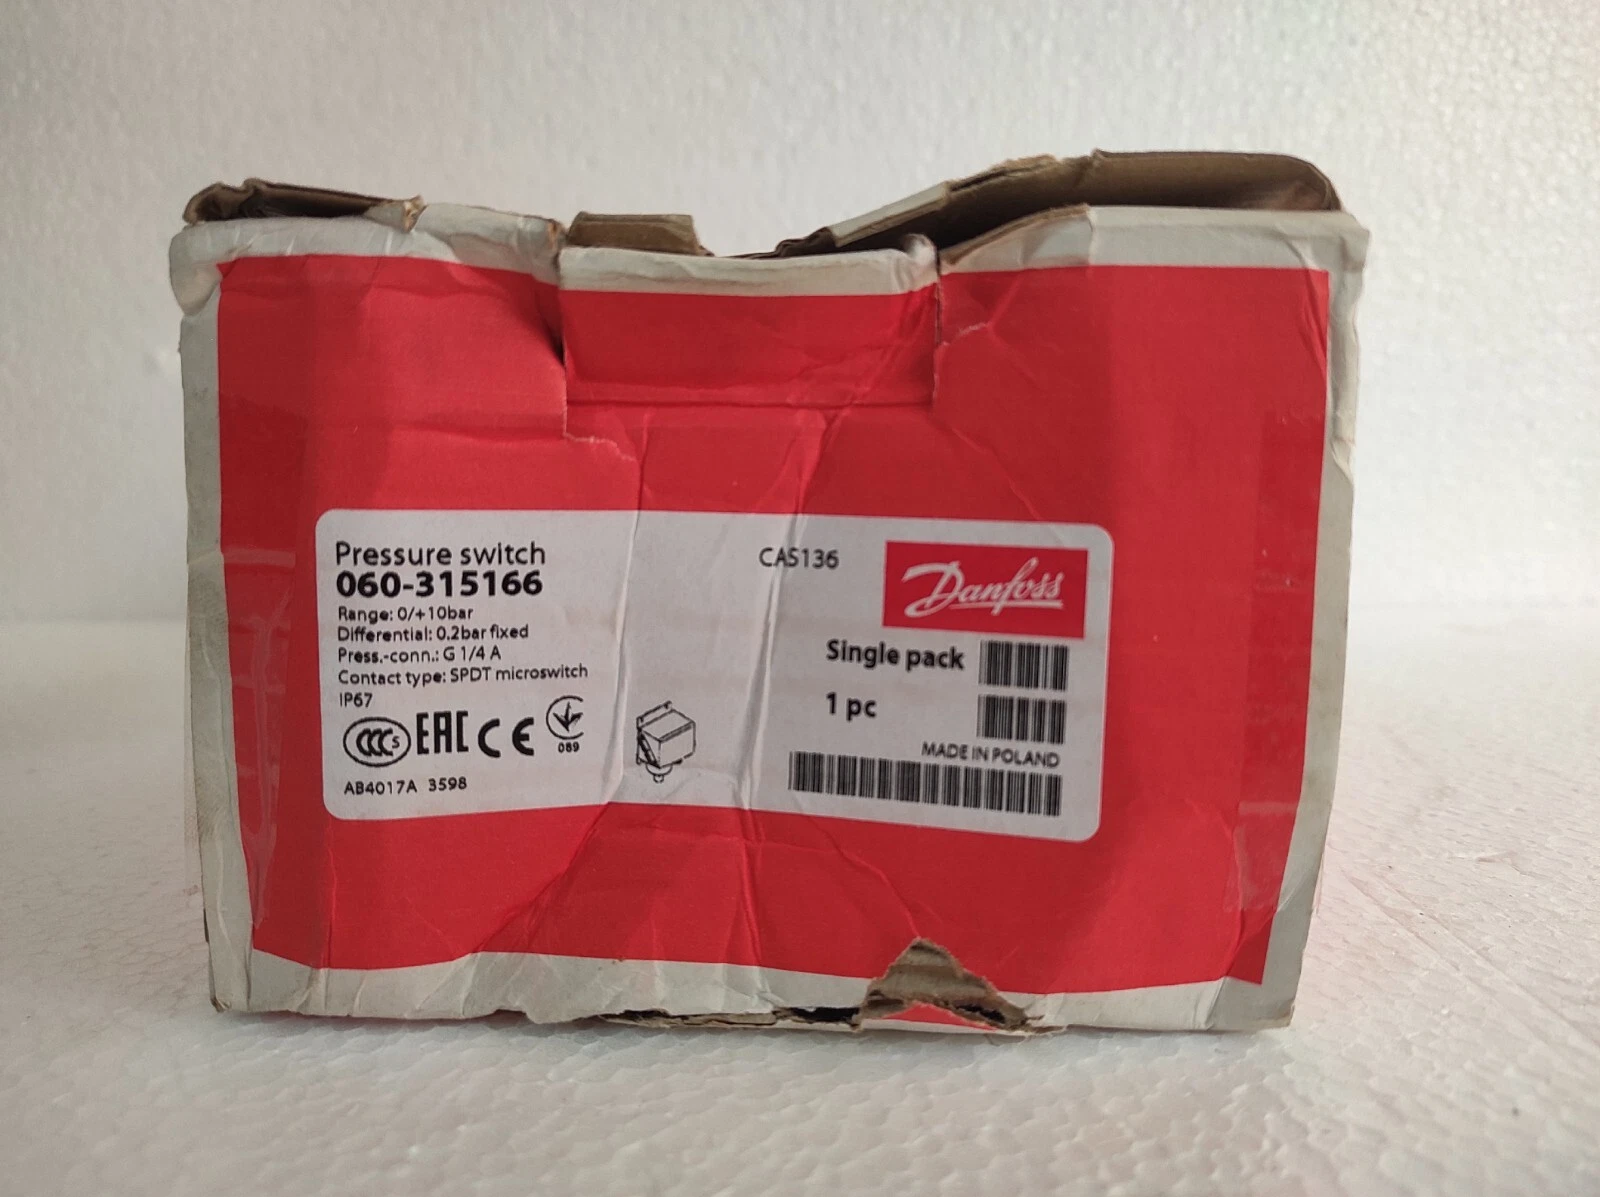 Pressure switch
060-315166
Range: 0/+10bar
Differential: 0.2bar fixed
Press.-conn.: G 1/4 A
Contact type: SPDT microswitch
IP67
CCC S EAC CE
089
AB4017A 3598
CAS136
Danfoss
Single pack
1 pc
MADE IN POLAND